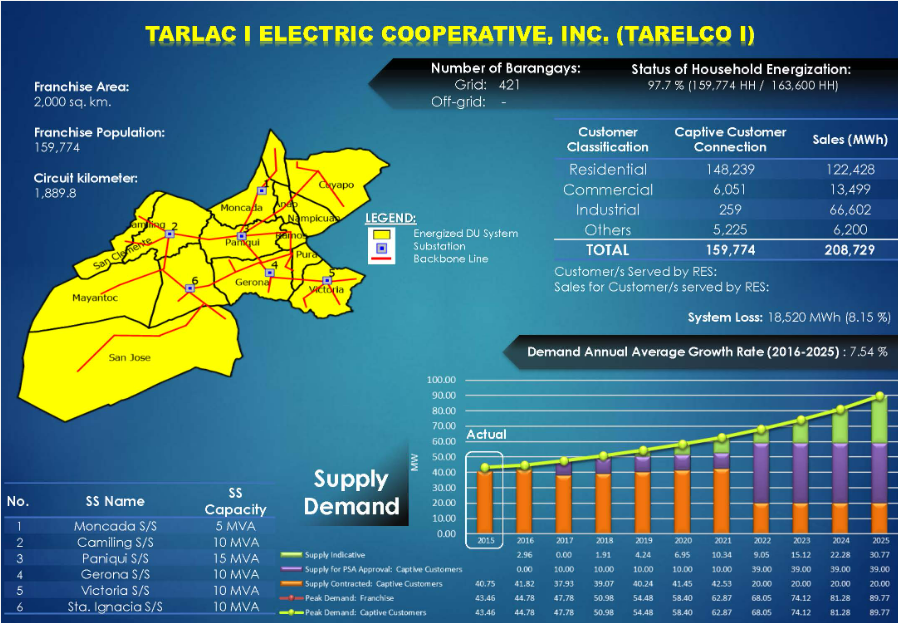 TARLAC I ELECTRIC COOPERATIVE, INC. (TARELCO I)
Franchise Area:
2,000 sq. km.
Franchise Population:
159,774
Circuit kilometer:
1,889.8
Number of Barangays:
Grid: 421
Off-grid: -
Status of Household Energization:
97.7 % (159,774 HH / 163,600 HH)
Customer Classification Captive Customer Connection Sales (MWh)
Residential 148,239 122,428
Commercial 6,051 13,499
Industrial 259 66,602
Others 5,225 6,200
TOTAL 159,774 208,729
Customer/s Served by RES:
Sales for Customer/s served by RES:
System Loss: 18,520 MWh (8.15 %)
Cuyapo
1
Moncada
Anao
Nampicuan
Camiling 2
3
Paniqui
Ramos
San Clemente
Pura
4
Gerona
5
Victoria
6
Mayantoc
San Jose
LEGEND:
Energized DU System
Substation
Backbone Line
Demand Annual Average Growth Rate (2016-2025) : 7.54 %
Supply
Demand
No. SS Name SS Capacity
1 Moncada S/S 5 MVA
2 Camiling S/S 10 MVA
3 Paniqui S/S 15 MVA
4 Gerona S/S 10 MVA
5 Victoria S/S 10 MVA
6 Sta. Ignacia S/S 10 MVA
MW
100.00
90.00
80.00
70.00
60.00
50.00
40.00
30.00
20.00
10.00
0.00
Actual
2015 2016 2017 2018 2019 2020 2021 2022 2023 2024 2025
Supply Indicative 2.96 0.00 1.91 4.24 6.95 10.34 9.05 15.12 22.28 30.77
Supply for PSA Approval: Captive Customers 0.00 10.00 10.00 10.00 10.00 10.00 39.00 39.00 39.00 39.00
Supply Contracted: Captive Customers 40.75 41.82 37.93 39.07 40.24 41.45 42.53 20.00 20.00 20.00 20.00
Peak Demand: Franchise 43.46 44.78 47.78 50.98 54.48 58.40 62.87 68.05 74.12 81.28 89.77
Peak Demand: Captive Customers 43.46 44.78 47.78 50.98 54.48 58.40 62.87 68.05 74.12 81.28 89.77